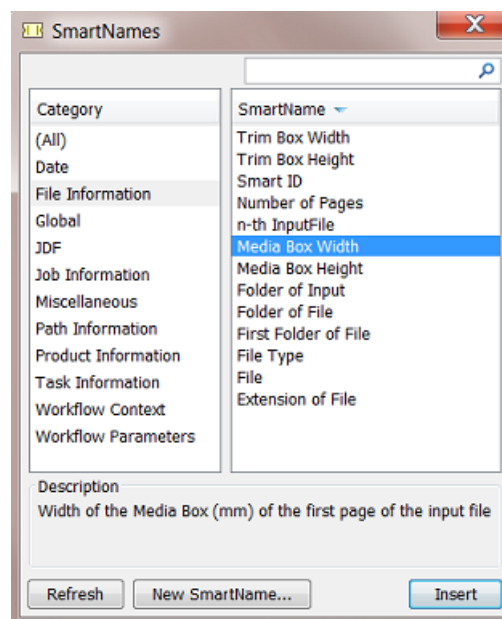 SmartNames
Category
(All)
Date
File Information
Global
JDF
Job Information
Miscellaneous
Path Information
Product Information
Task Information
Workflow Context
Workflow Parameters
SmartName
Trim Box Width
Trim Box Height
Smart ID
Number of Pages
n-th InputFile
Media Box Width
Media Box Height
Folder of Input
Folder of File
First Folder of File
File Type
File
Extension of File
Description
Width of the Media Box (mm) of the first page of the input file
Refresh
New SmartName...
Insert